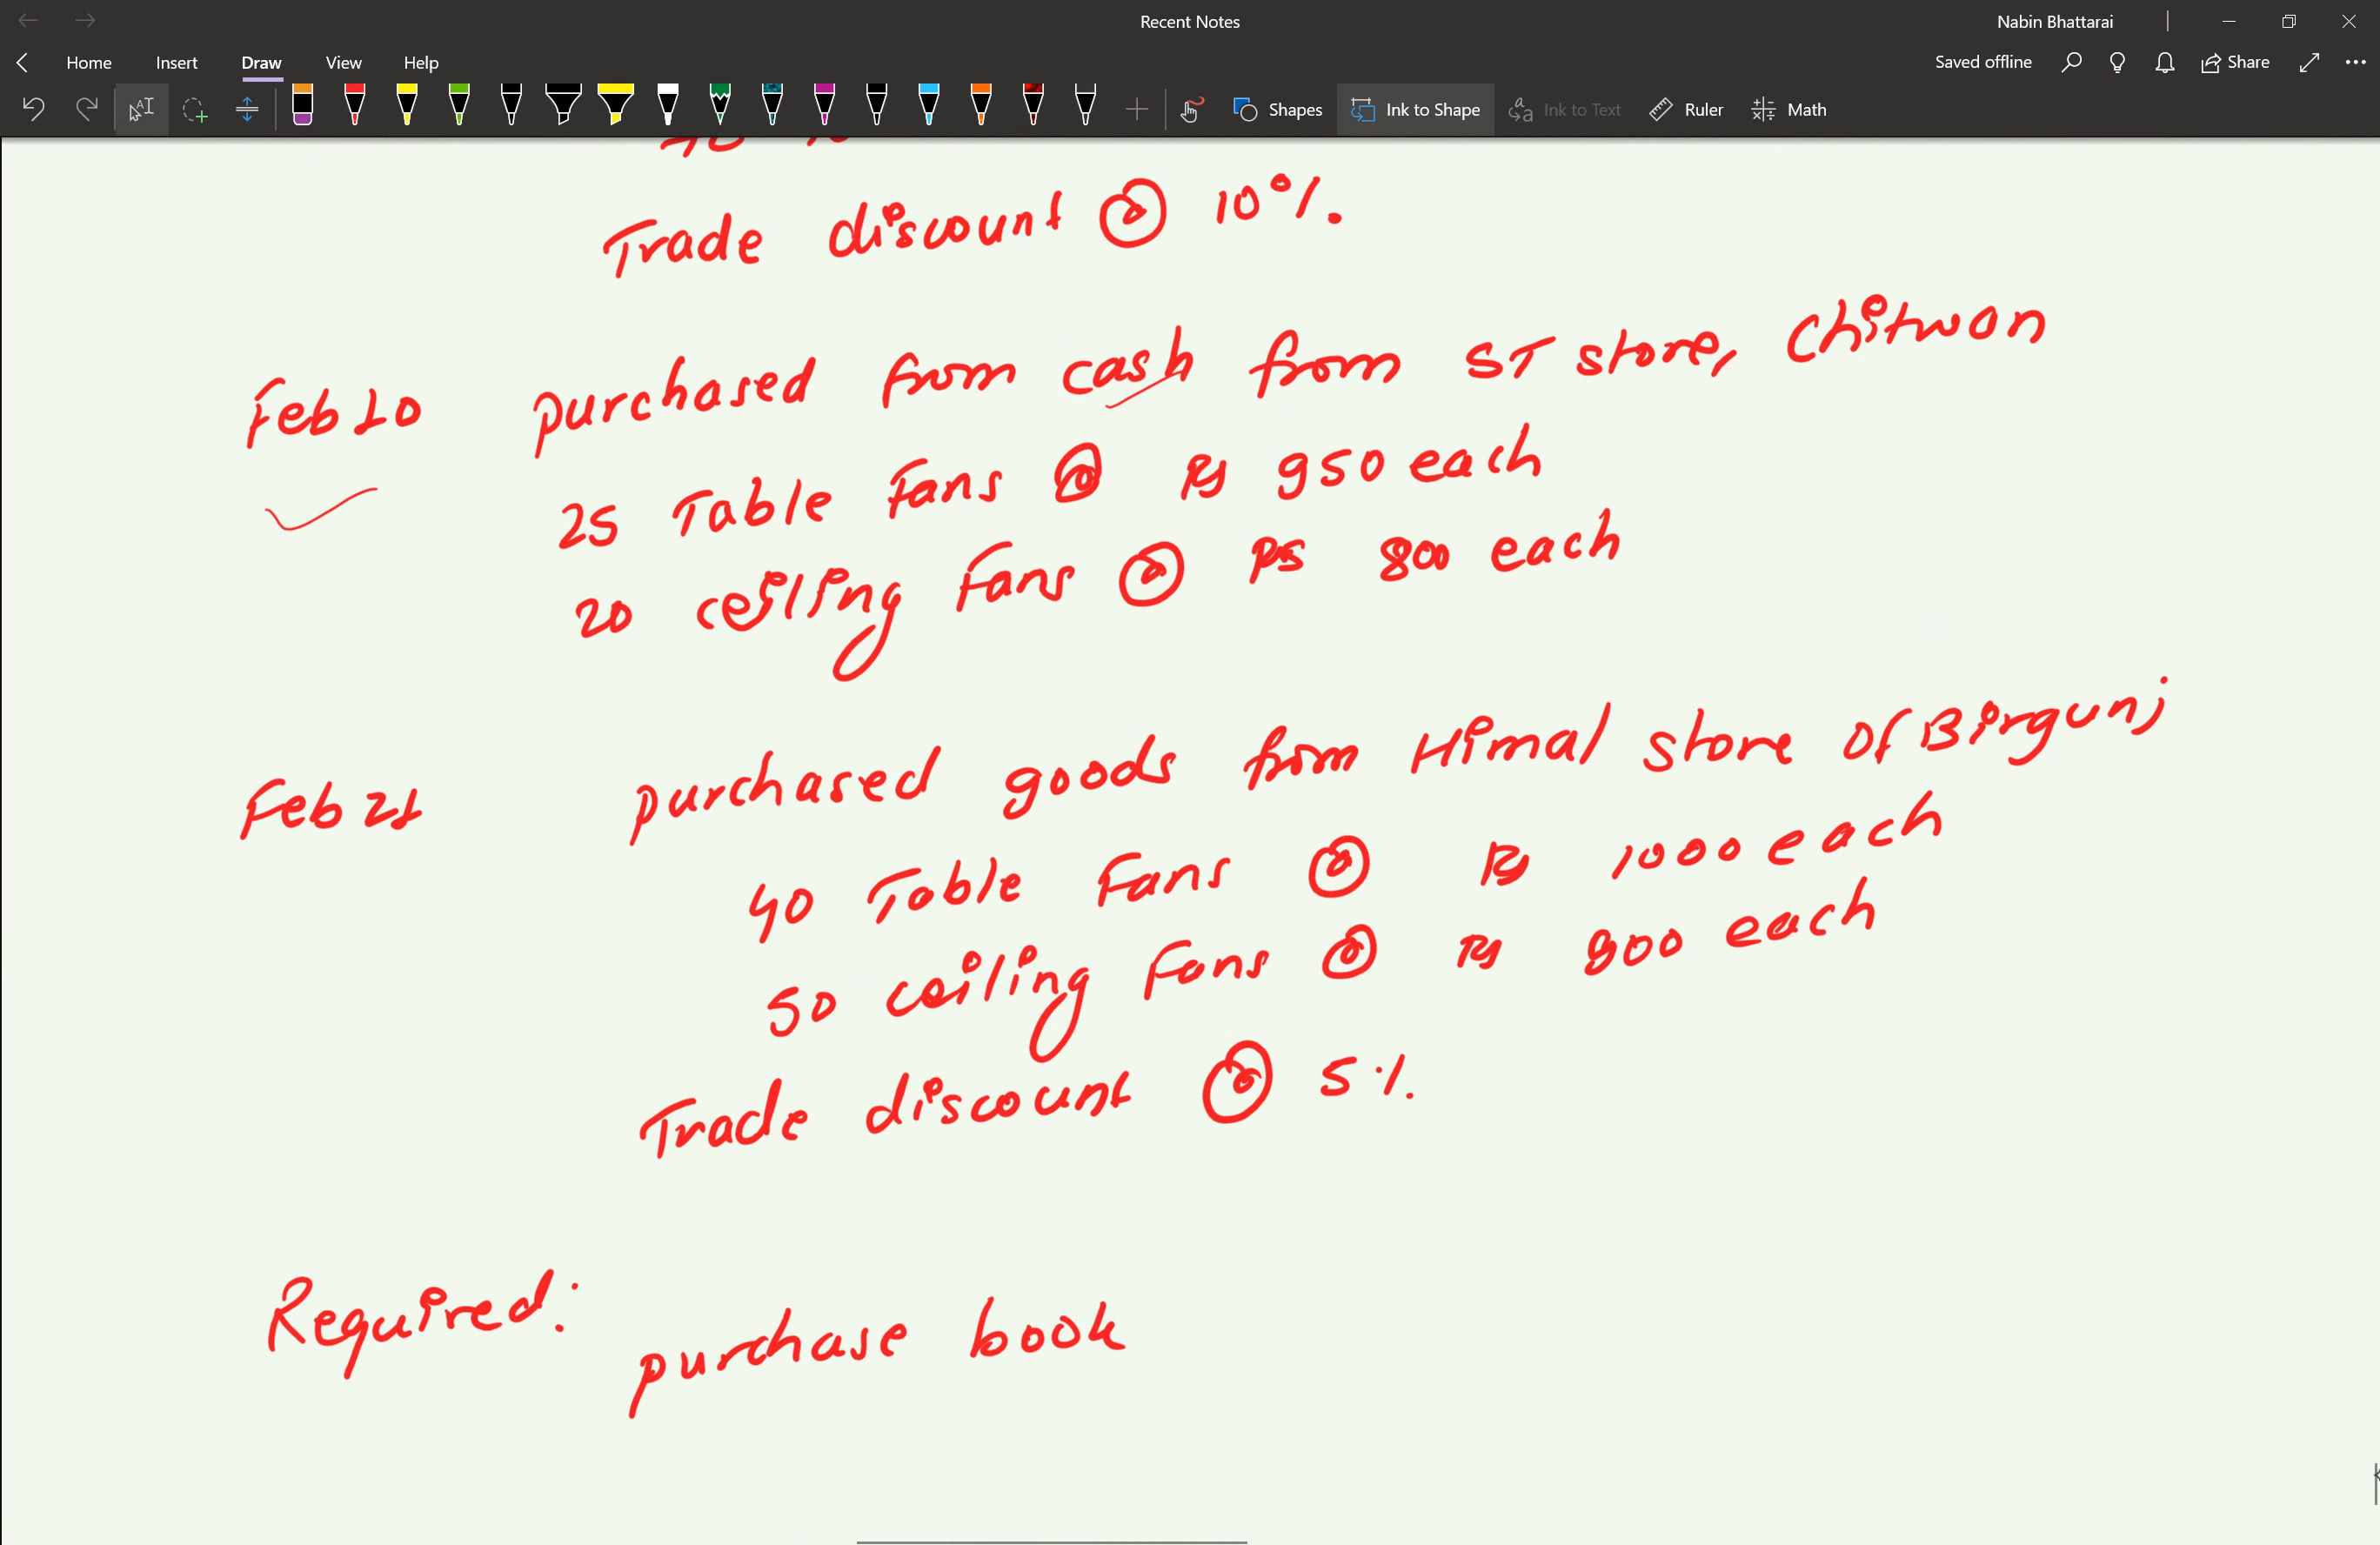 Recent Notes
Nabin Bhattarai
Home Insert Draw View Help
Saved offline
Share
Shapes
Ink to Shape
Ink to Text
Ruler
Math
Trade discount @ 10%.
Feb 10 purchased from cash from ST store, Chitwan
25 Table Fans @ Rs 950 each
20 ceiling Fans @ Rs 800 each
Feb 21 purchased goods from Himal store of Birgunj
40 Table Fans @ Rs 1000 each
50 ceiling Fans @ Rs 900 each
Trade discount @ 5%.
Required:
purchase book